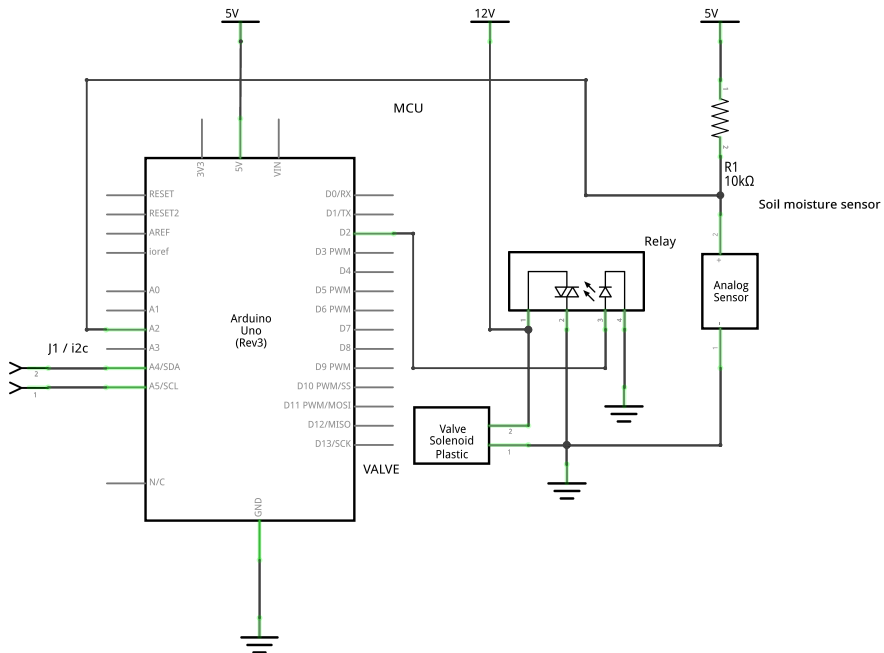 5V
12V
5V
MCU
3V3
5V
VIN
1
2
R1
10kΩ
Soil moisture sensor
RESET
RESET2
AREF
ioref
A0
A1
A2
A3
A4/SDA
A5/SCL
N/C
GND
D0/RX
D1/TX
D2
D3 PWM
D4
D5 PWM
D6 PWM
D7
D8
D9 PWM
D10 PWM/SS
D11 PWM/MOSI
D12/MISO
D13/SCK
Arduino
Uno
(Rev3)
J1 / i2c
2
1
Relay
1
2
3
4
2
+
Analog
Sensor
-
1
Valve
Solenoid
Plastic
2
1
VALVE